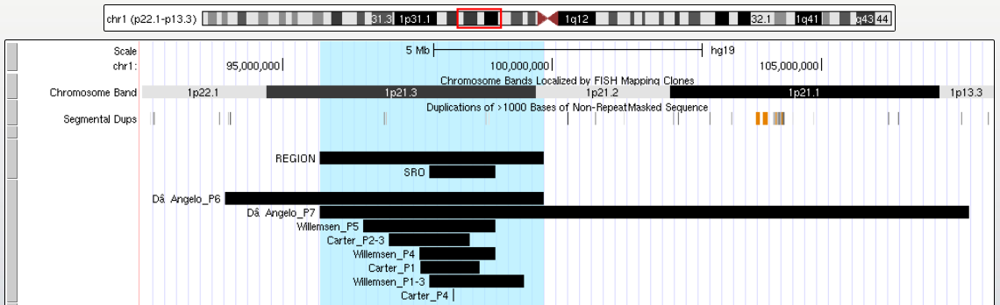 chr1 (p22.1-p13.3) 31.3 1p31.1 1q12 32.1 1q41 q43 44
Scale 5 Mb hg19
chr1: 95,000,000 100,000,000 105,000,000
Chromosome Bands Localized by FISH Mapping Clones
Chromosome Band 1p22.1 1p21.3 1p21.2 1p21.1 1p13.3
Duplications of >1000 Bases of Non-RepeatMasked Sequence
Segmental Dups
REGION
SRO
Dâ Angelo_P6
Dâ Angelo_P7
Willemsen_P5
Carter_P2-3
Willemsen_P4
Carter_P1
Willemsen_P1-3
Carter_P4